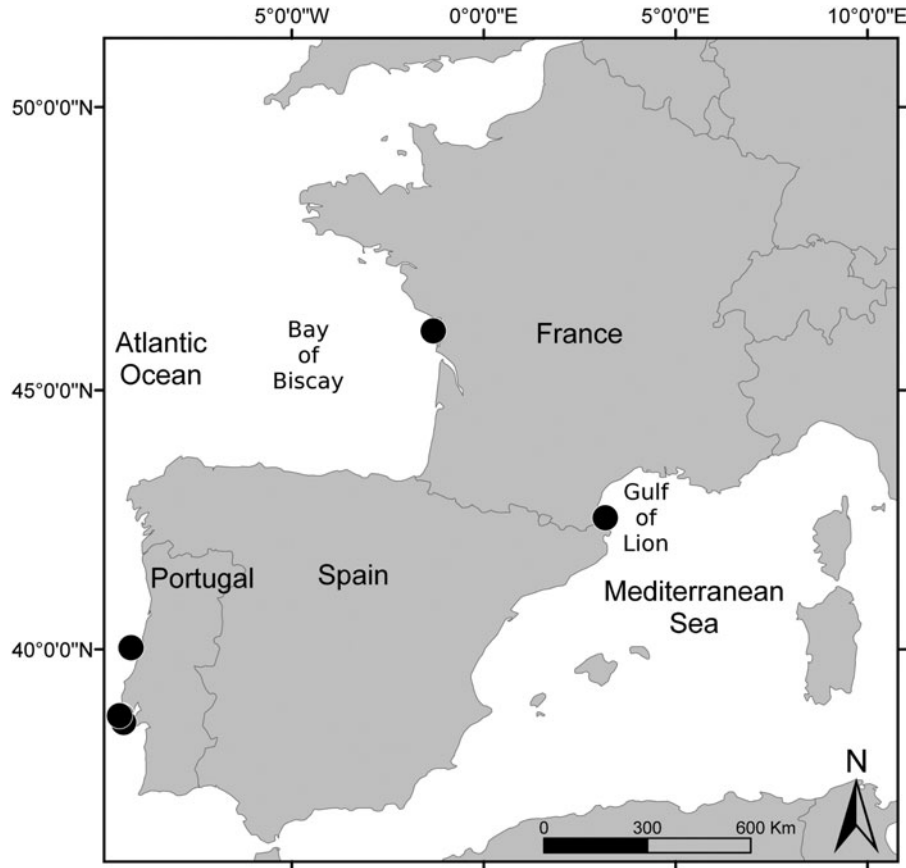 5°0'0"W 0°0'0"E 5°0'0"E 10°0'0"E
50°0'0"N
Bay
of
Biscay
Atlantic
Ocean
France
45°0'0"N
Gulf
of
Lion
Portugal
Spain
Mediterranean
Sea
40°0'0"N
N
0 300 600 Km